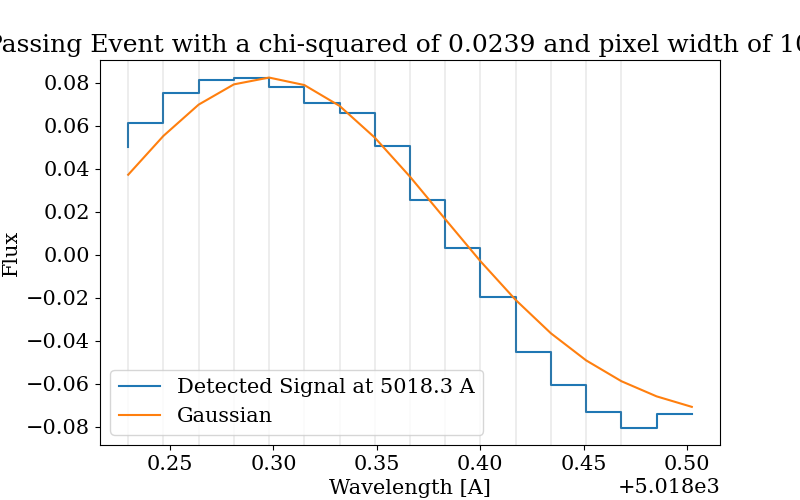 Passing Event with a chi-squared of 0.0239 and pixel width of 10
Flux
0.08
0.06
0.04
0.02
0.00
−0.02
−0.04
−0.06
−0.08
Detected Signal at 5018.3 A
Gaussian
0.25 0.30 0.35 0.40 0.45 0.50
+5.018e3
Wavelength [A]